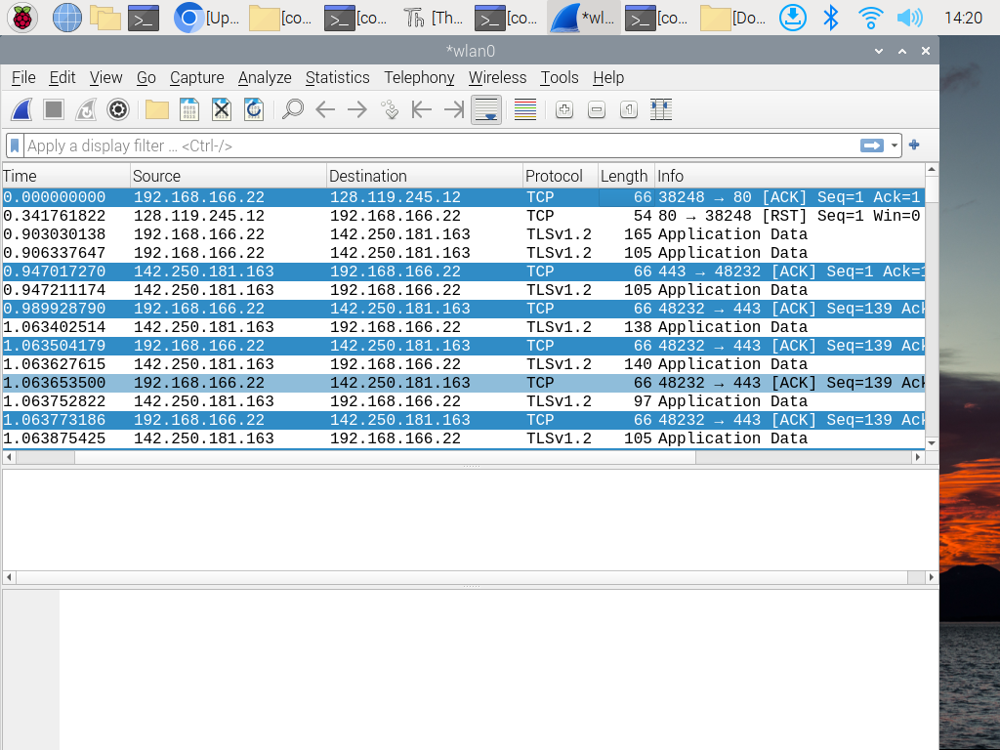 [Up... [co... [co... [Th... [co... *wl... [co... [Do... 14:20
*wlan0
File Edit View Go Capture Analyze Statistics Telephony Wireless Tools Help
Apply a display filter ... <Ctrl-/>
Time Source Destination Protocol Length Info
0.000000000 192.168.166.22 128.119.245.12 TCP 66 38248 → 80 [ACK] Seq=1 Ack=1
0.341761822 128.119.245.12 192.168.166.22 TCP 54 80 → 38248 [RST] Seq=1 Win=0
0.903030138 192.168.166.22 142.250.181.163 TLSv1.2 165 Application Data
0.906337647 192.168.166.22 142.250.181.163 TLSv1.2 105 Application Data
0.947017270 142.250.181.163 192.168.166.22 TCP 66 443 → 48232 [ACK] Seq=1 Ack=1
0.947211174 142.250.181.163 192.168.166.22 TLSv1.2 105 Application Data
0.989928790 192.168.166.22 142.250.181.163 TCP 66 48232 → 443 [ACK] Seq=139 Ack
1.063402514 142.250.181.163 192.168.166.22 TLSv1.2 138 Application Data
1.063504179 192.168.166.22 142.250.181.163 TCP 66 48232 → 443 [ACK] Seq=139 Ack
1.063627615 142.250.181.163 192.168.166.22 TLSv1.2 140 Application Data
1.063653500 192.168.166.22 142.250.181.163 TCP 66 48232 → 443 [ACK] Seq=139 Ack
1.063752822 142.250.181.163 192.168.166.22 TLSv1.2 97 Application Data
1.063773186 192.168.166.22 142.250.181.163 TCP 66 48232 → 443 [ACK] Seq=139 Ack
1.063875425 142.250.181.163 192.168.166.22 TLSv1.2 105 Application Data